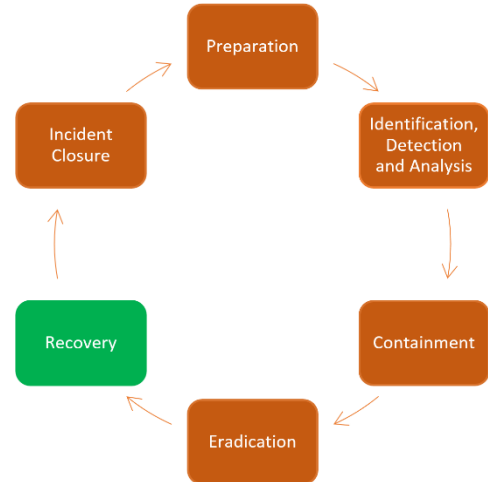 Preparation
Identification,
Detection
and Analysis
Containment
Eradication
Recovery
Incident
Closure